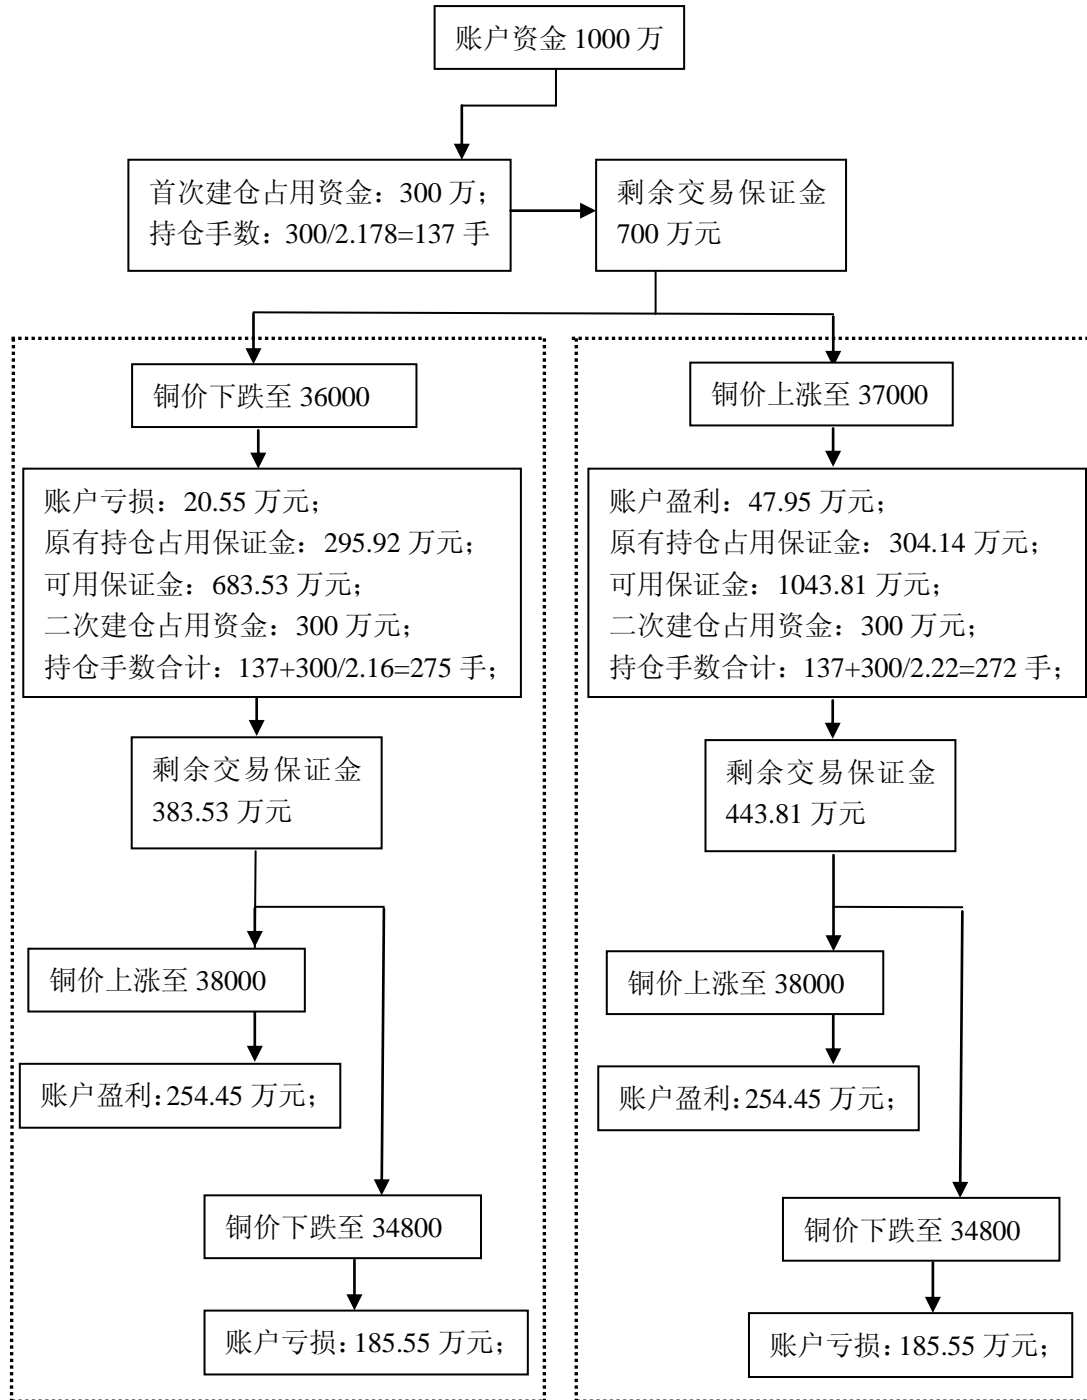 账户资金 1000 万
首次建仓占用资金：300 万；
持仓手数：300/2.178=137 手
剩余交易保证金
700 万元
铜价下跌至 36000
账户亏损：20.55 万元；
原有持仓占用保证金：295.92 万元；
可用保证金：683.53 万元；
二次建仓占用资金：300 万元；
持仓手数合计：137+300/2.16=275 手；
剩余交易保证金
383.53 万元
铜价上涨至 38000
账户盈利：254.45 万元；
铜价下跌至 34800
账户亏损：185.55 万元；
铜价上涨至 37000
账户盈利：47.95 万元；
原有持仓占用保证金：304.14 万元；
可用保证金：1043.81 万元；
二次建仓占用资金：300 万元；
持仓手数合计：137+300/2.22=272 手；
剩余交易保证金
443.81 万元
铜价上涨至 38000
账户盈利：254.45 万元；
铜价下跌至 34800
账户亏损：185.55 万元；